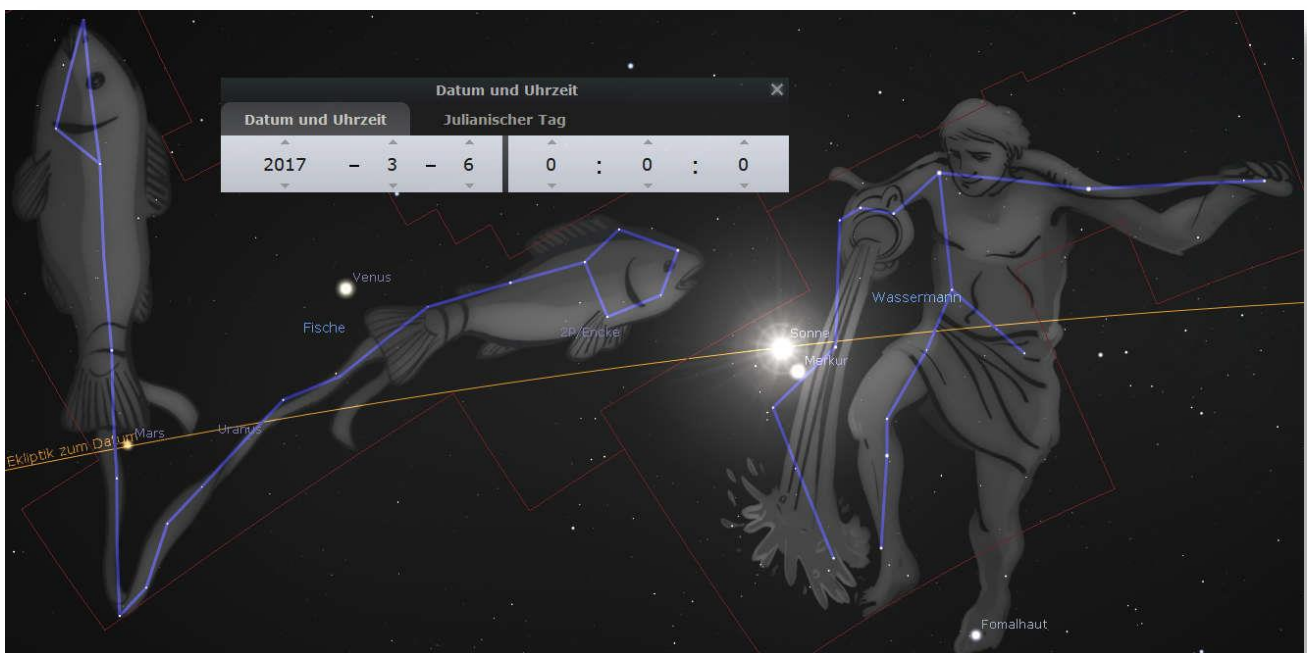 Datum und Uhrzeit ×
Datum und Uhrzeit Julianischer Tag
2017 – 3 – 6 0 : 0 : 0
Venus
Wassermann
Fische
2P/Encke
Sonne
Merkur
Uranus
Mars
Ekliptik zum Datum
Fomalhaut